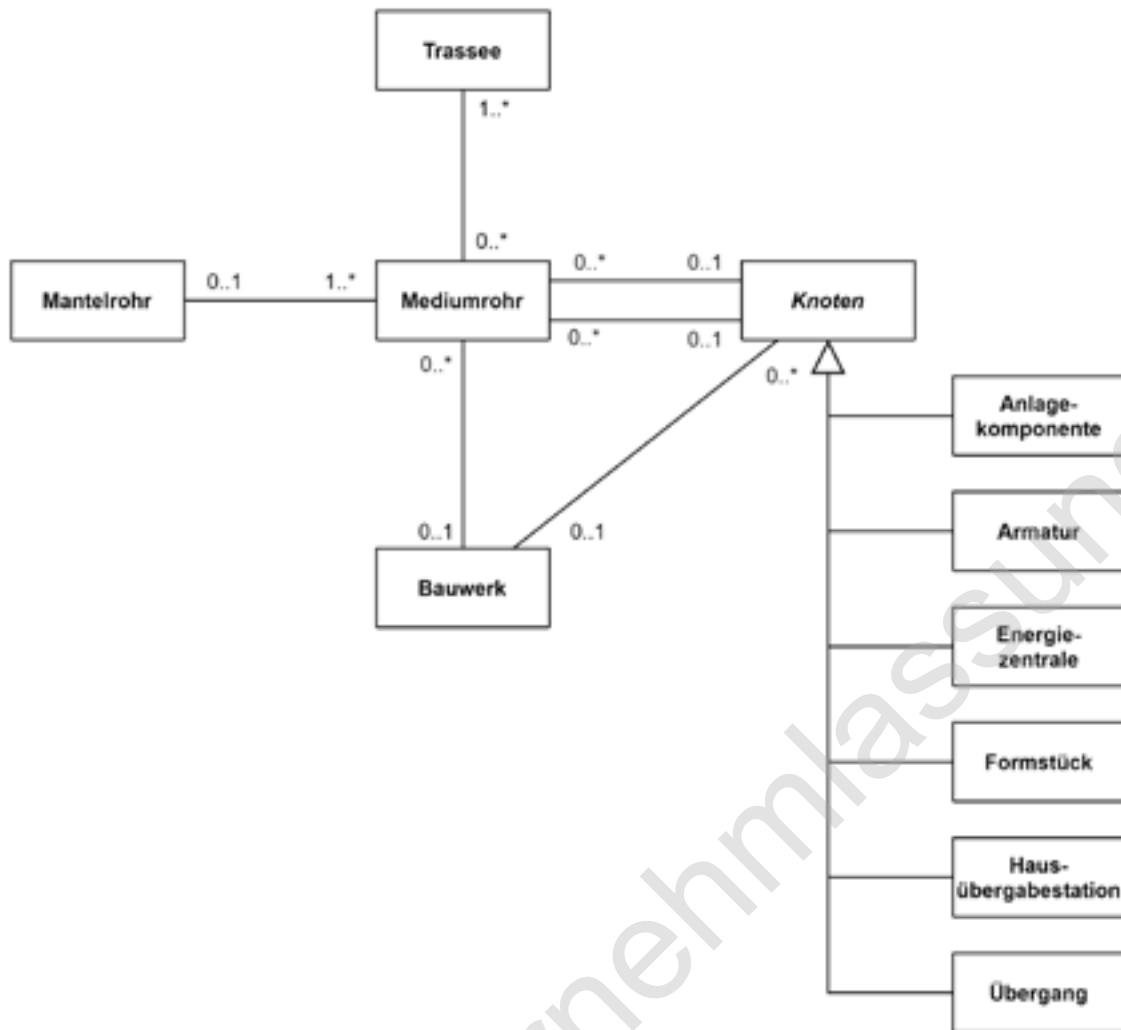 Trassee
1..*
0..*
Mantelrohr
0..1
1..*
Mediumrohr
0..*
0..1
0..*
0..1
Knoten
0..*
0..*
0..1
0..1
Bauwerk
Anlage-
komponente
Armatur
Energie-
zentrale
Formstück
Haus-
übergabestation
Übergang